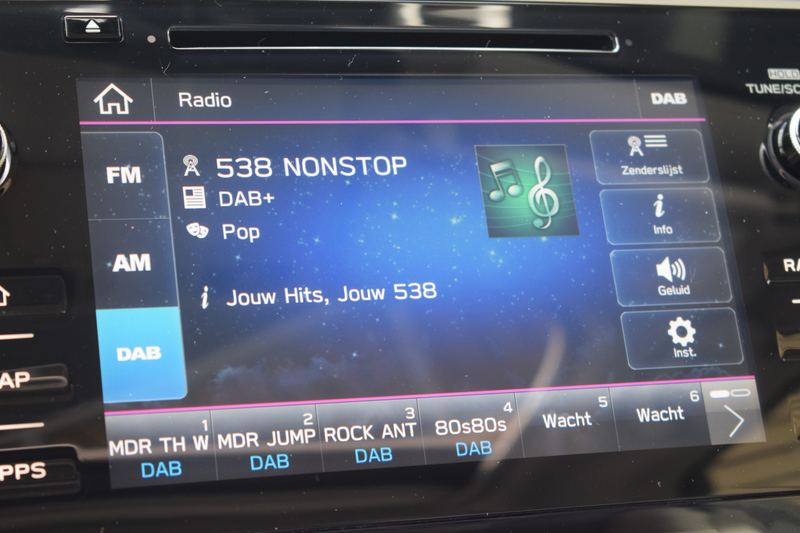 HOLD
TUNE/SC
Radio
DAB
FM
AM
DAB
538 NONSTOP
DAB+
Pop
Jouw Hits, Jouw 538
Zenderslijst
Info
Geluid
Inst.
1
MDR TH W
DAB
2
MDR JUMP
DAB
3
ROCK ANT
DAB
4
80s80s
DAB
5
Wacht
6
Wacht
AP
PPS
RA